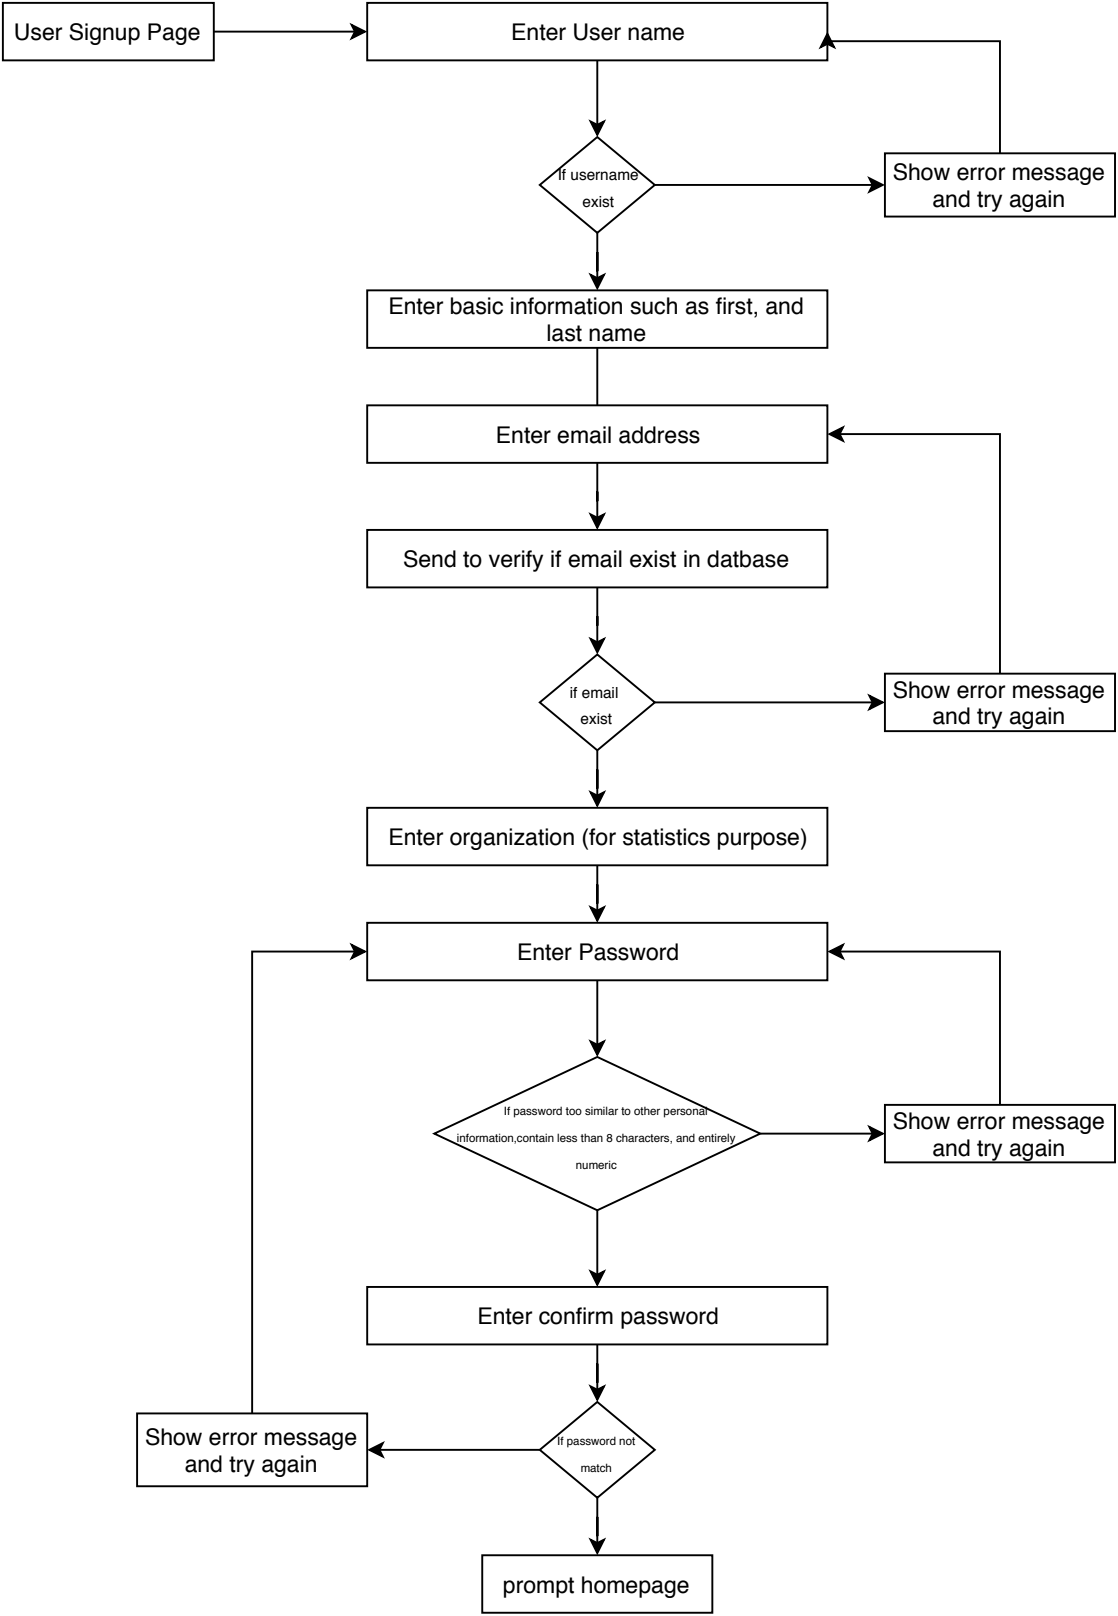 User Signup Page
Enter User name
If username
exist
Show error message
and try again
Enter basic information such as first, and
last name
Enter email address
Send to verify if email exist in datbase
if email
exist
Show error message
and try again
Enter organization (for statistics purpose)
Enter Password
If password too similar to other personal
information,contain less than 8 characters, and entirely
numeric
Show error message
and try again
Enter confirm password
If password not
match
Show error message
and try again
prompt homepage